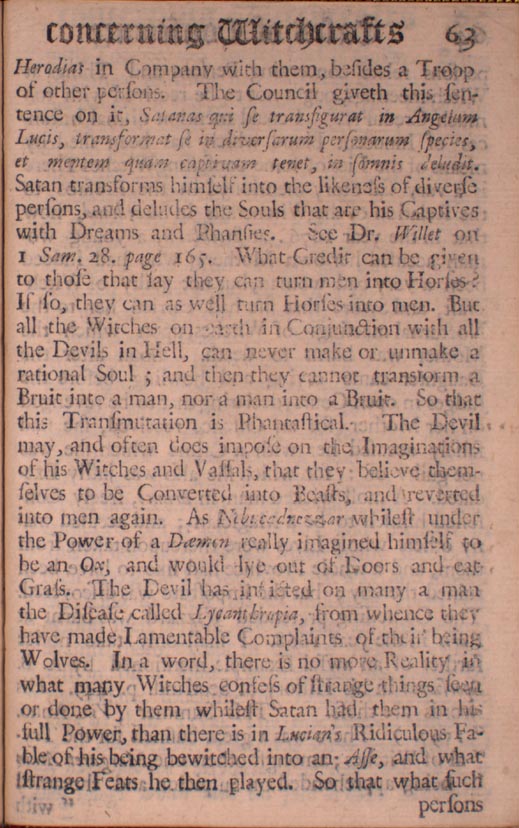 concerning Witchcrafts 63
Herodias in Company with them, beſides a Troop
of other perſons. The Council giveth this ſen-
tence on it, Satanas qui ſe transfigurat in Angelum
Lucis, transformat ſe in diverſarum perſonarum ſpecies,
et mentem quam captivam tenet, in ſomnis deludit.
Satan transforms himſelf into the likeneſs of diverſe
perſons, and deludes the Souls that are his Captives
with Dreams and Phanſies. See Dr. Willet on
1 Sam. 28. page 165. What Credit can be given
to thoſe that ſay they can turn men into Horſes?
If ſo, they can as well turn Horſes into men. But
all the Witches on earth in Conjunction with all
the Devils in Hell, can never make or unmake a
rational Soul; and then they cannot transform a
Bruit into a man, nor a man into a Bruit. So that
this Tranſmutation is Phantaſtical. The Devil
may, and often does impoſe on the Imaginations
of his Witches and Vaſſals, that they believe them-
ſelves to be Converted into Beaſts, and reverted
into men again. As Nebucadnezzar whileſt under
the Power of a Dæmon really imagined himſelf to
be an Ox, and would lye out of Doors and eat
Graſs. The Devil has inflicted on many a man
the Diſeaſe called Lycanthropia, from whence they
have made Lamentable Complaints of their being
Wolves. In a word, there is no more Reality in
what many Witches confeſs of ſtrange things ſeen
or done by them whileſt Satan had them in his
full Power, than there is in Lucian's Ridiculous Fa-
ble of his being bewitched into an Aſſe, and what
ſtrange Feats he then played. So that what ſuch
perſons